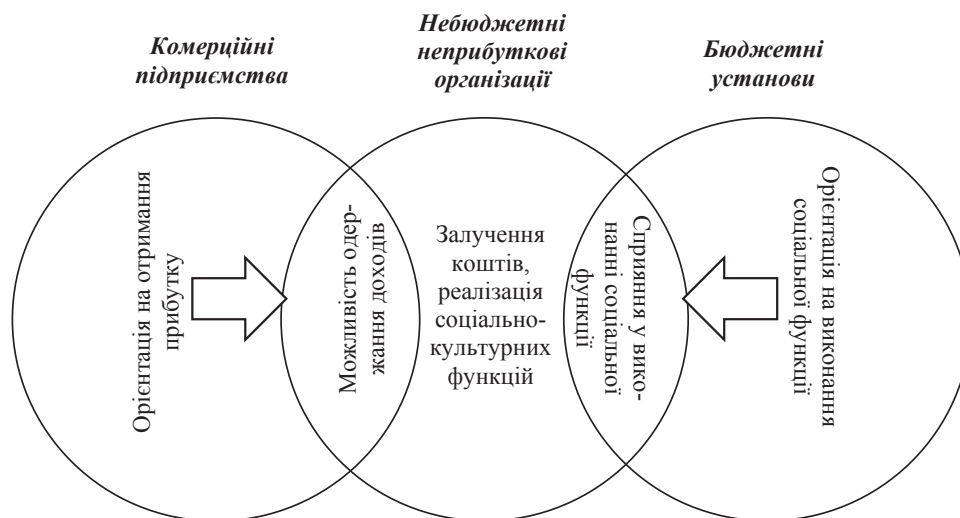 Комерційні
підприємства
Небюджетні
неприбуткові
організації
Бюджетні
установи
Орієнтація на отримання
прибутку
Можливість одер-
жання доходів
Залучення
коштів,
реалізація
соціально-
культурних
функцій
Сприяння у вико-
нанні соціальної
функції
Орієнтація на виконання
соціальної функції